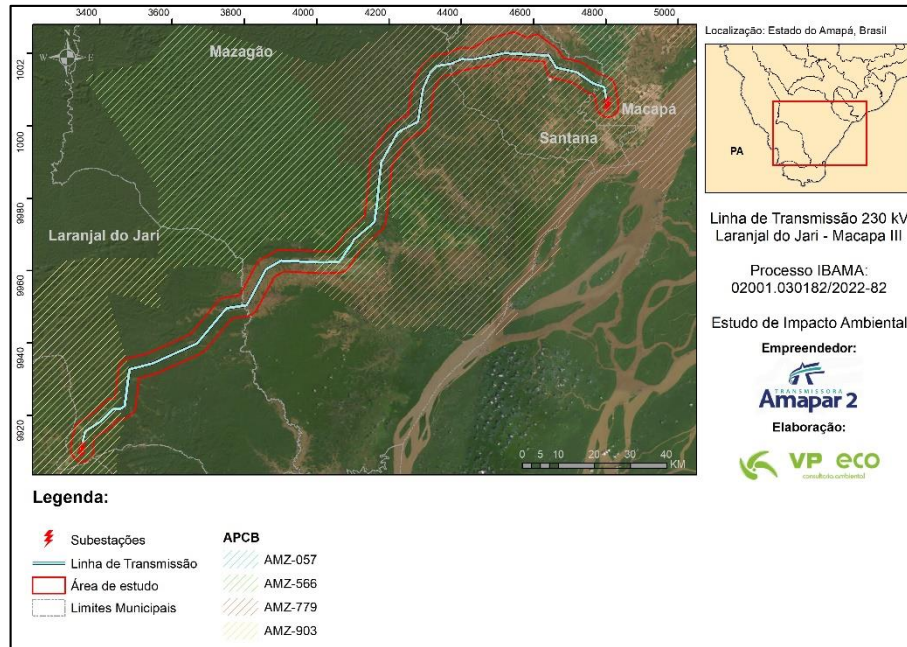 3400 3600 3800 4000 4200 4400 4600 4800 5000
1002
1000
9980
9960
9940
9920
N
W E
S
Mazagão
Macapá
Santana
Laranjal do Jari
0 5 10 20 30 40
KM
Localização: Estado do Amapá, Brasil
PA
Linha de Transmissão 230 kV
Laranjal do Jari - Macapa III
Processo IBAMA:
02001.030182/2022-82
Estudo de Impacto Ambiental
Empreendedor:
TRANSMISSORA
Amapar 2
Elaboração:
VP eco
consultoria ambiental
Legenda:
Subestações
Linha de Transmissão
Área de estudo
Limites Municipais
APCB
AMZ-057
AMZ-566
AMZ-779
AMZ-903